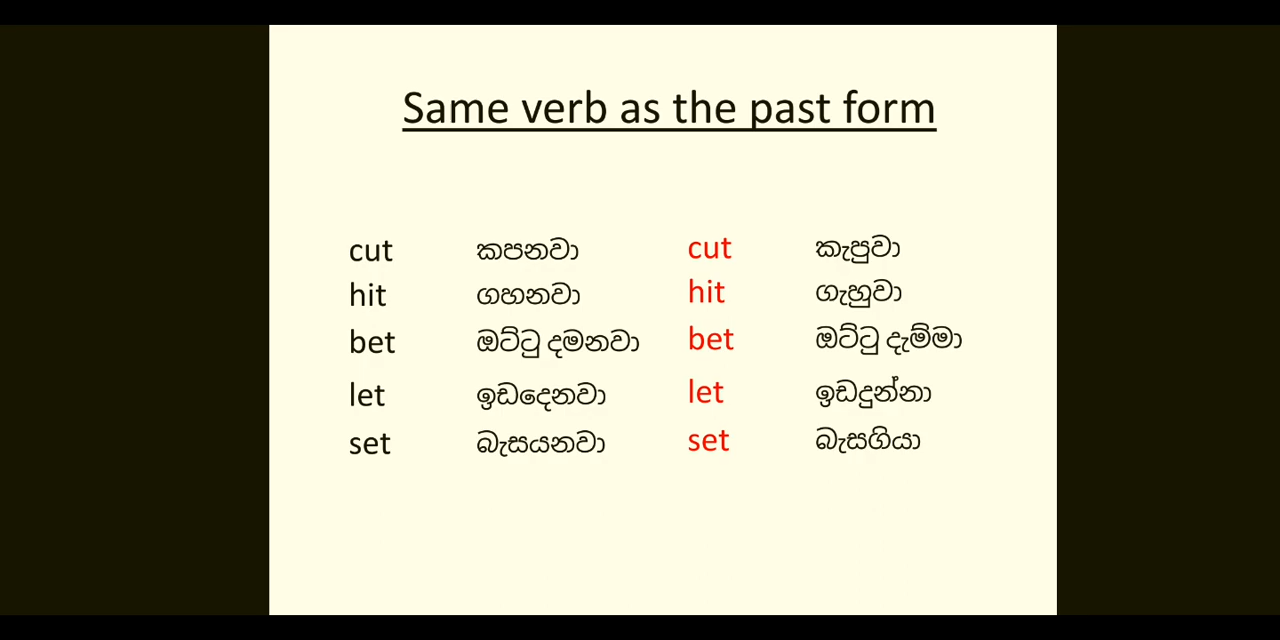 Same verb as the past form
cut කපනවා cut කැපුවා
hit ගහනවා hit ගැහුවා
bet ඔට්ටු දමනවා bet ඔට්ටු දැම්මා
let ඉඩදෙනවා let ඉඩදුන්නා
set බැසයනවා set බැසගියා